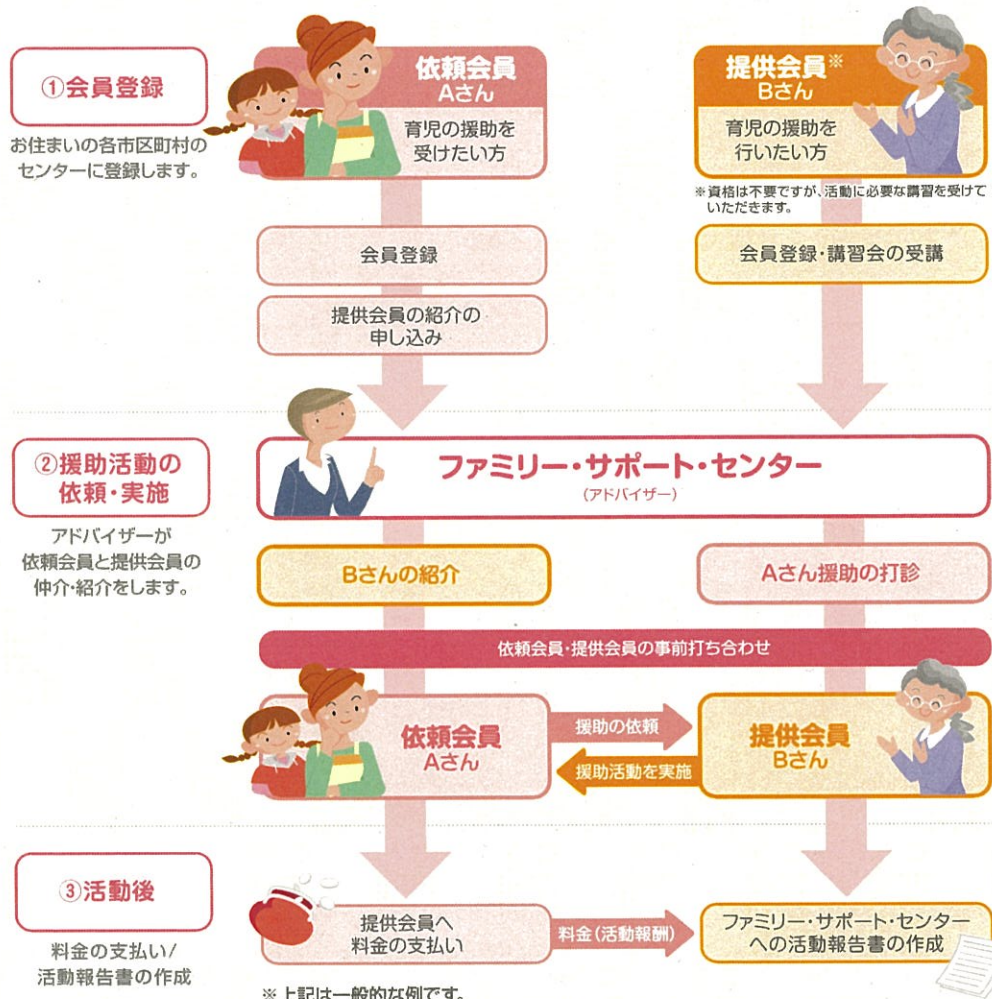 ①会員登録
お住まいの各市区町村の
センターに登録します。
依頼会員
Aさん
育児の援助を
受けたい方
提供会員※
Bさん
育児の援助を
行いたい方
※資格は不要ですが、活動に必要な講習を受けて
いただきます。
会員登録
提供会員の紹介の
申し込み
会員登録・講習会の受講
②援助活動の
依頼・実施
アドバイザーが
依頼会員と提供会員の
仲介・紹介をします。
ファミリー・サポート・センター
(アドバイザー)
Bさんの紹介
Aさん援助の打診
依頼会員・提供会員の事前打ち合わせ
依頼会員
Aさん
援助の依頼
援助活動を実施
提供会員
Bさん
③活動後
料金の支払い/
活動報告書の作成
提供会員へ
料金の支払い
料金(活動報酬)
ファミリー・サポート・センター
への活動報告書の作成
※上記は一般的な例です。